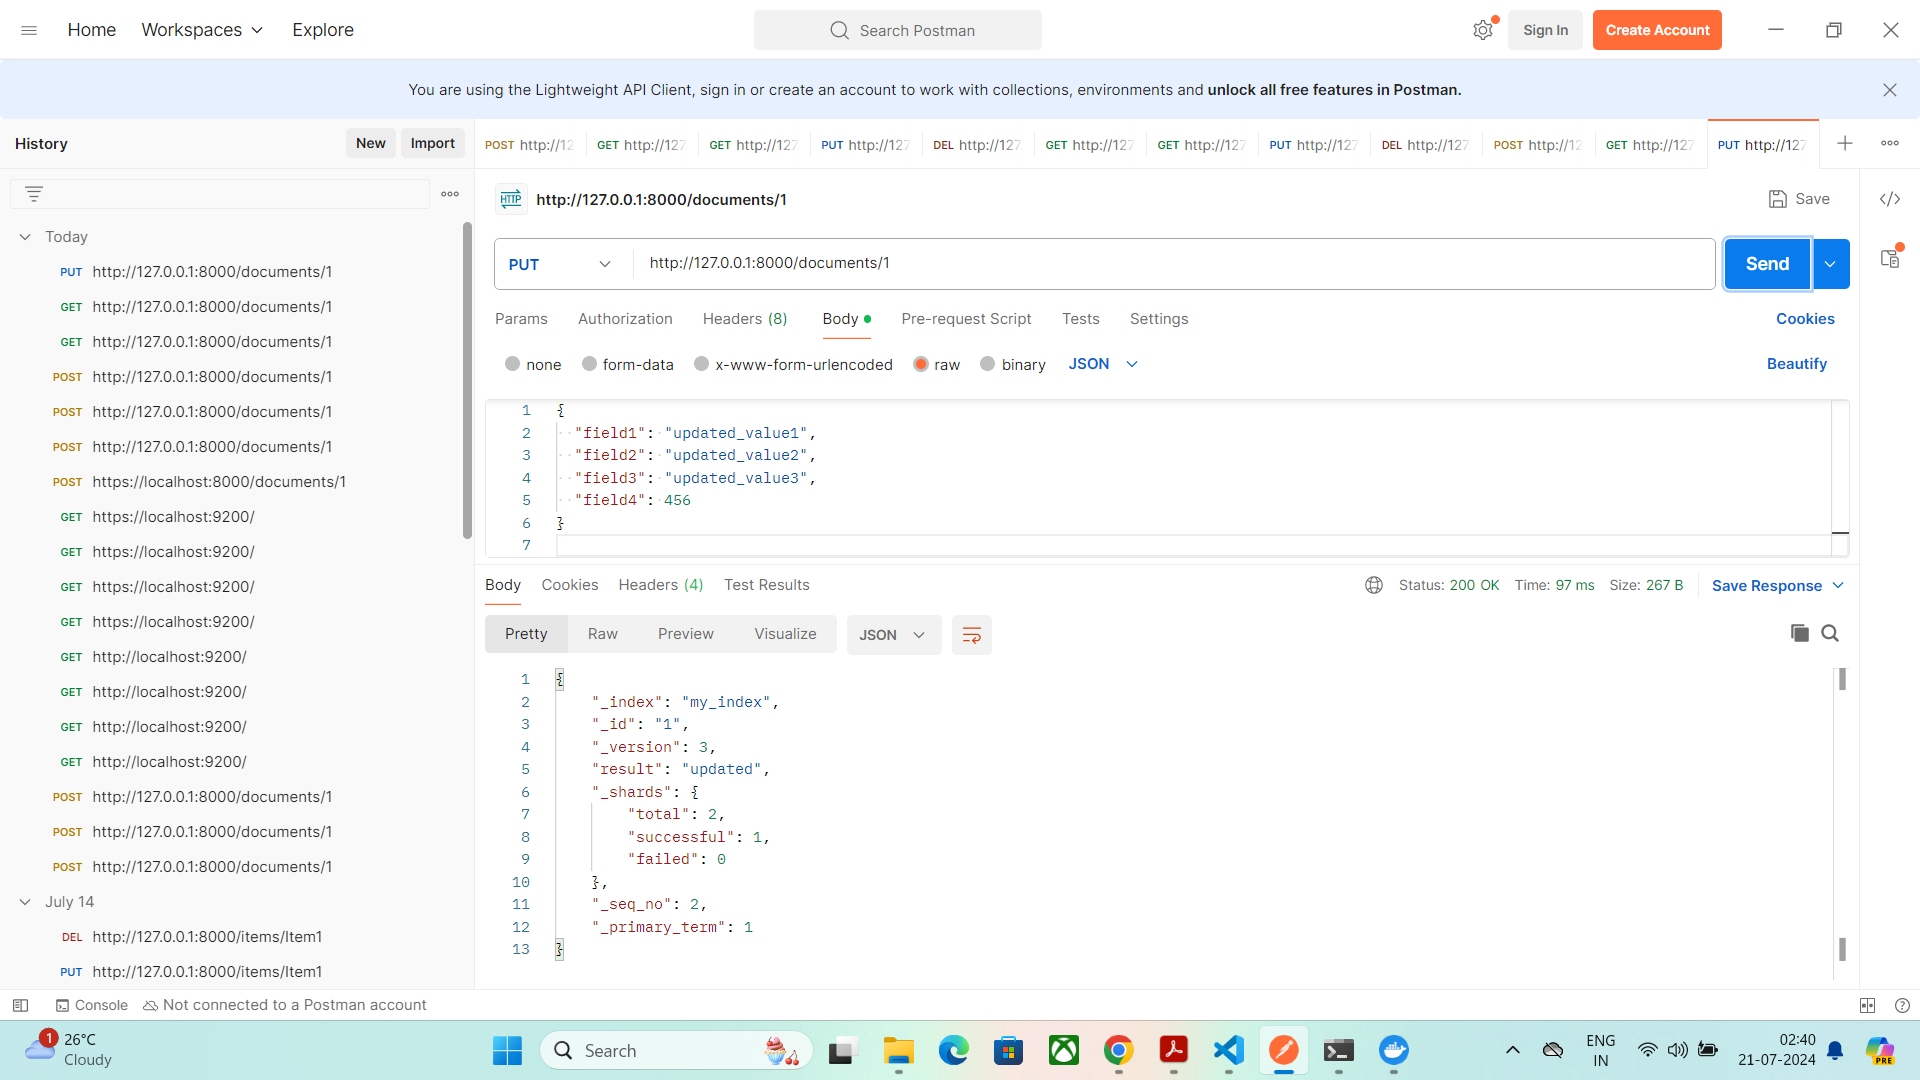 Home Workspaces Explore Search Postman Sign In Create Account
You are using the Lightweight API Client, sign in or create an account to work with collections, environments and unlock all free features in Postman.
History New Import
POST http://12 GET http://127 GET http://127 PUT http://127 DEL http://127. GET http://127 GET http://127 PUT http://127 DEL http://127. POST http://12 GET http://127 PUT http://127
Today
PUT http://127.0.0.1:8000/documents/1
GET http://127.0.0.1:8000/documents/1
GET http://127.0.0.1:8000/documents/1
POST http://127.0.0.1:8000/documents/1
POST http://127.0.0.1:8000/documents/1
POST http://127.0.0.1:8000/documents/1
POST https://localhost:8000/documents/1
GET https://localhost:9200/
GET https://localhost:9200/
GET https://localhost:9200/
GET https://localhost:9200/
GET http://localhost:9200/
GET http://localhost:9200/
GET http://localhost:9200/
GET http://localhost:9200/
POST http://127.0.0.1:8000/documents/1
POST http://127.0.0.1:8000/documents/1
POST http://127.0.0.1:8000/documents/1
July 14
DEL http://127.0.0.1:8000/items/Item1
PUT http://127.0.0.1:8000/items/Item1
HTTP http://127.0.0.1:8000/documents/1 Save
PUT http://127.0.0.1:8000/documents/1 Send
Params Authorization Headers (8) Body Pre-request Script Tests Settings Cookies
none form-data x-www-form-urlencoded raw binary JSON Beautify
1 {
2 "field1": "updated_value1",
3 "field2": "updated_value2",
4 "field3": "updated_value3",
5 "field4": 456
6 }
7
Body Cookies Headers (4) Test Results Status: 200 OK Time: 97 ms Size: 267 B Save Response
Pretty Raw Preview Visualize JSON
1 {
2 "_index": "my_index",
3 "_id": "1",
4 "_version": 3,
5 "result": "updated",
6 "_shards": {
7 "total": 2,
8 "successful": 1,
9 "failed": 0
10 },
11 "_seq_no": 2,
12 "_primary_term": 1
13 }
Console Not connected to a Postman account
1 26°C
Cloudy
Search
ENG
IN
02:40
21-07-2024
PRE